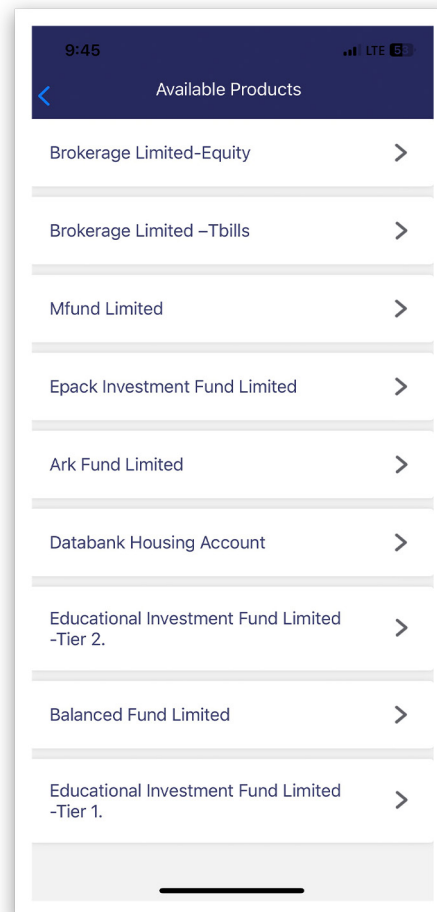 9:45
LTE
Available Products
Brokerage Limited-Equity
Brokerage Limited –Tbills
Mfund Limited
Epack Investment Fund Limited
Ark Fund Limited
Databank Housing Account
Educational Investment Fund Limited
-Tier 2.
Balanced Fund Limited
Educational Investment Fund Limited
-Tier 1.